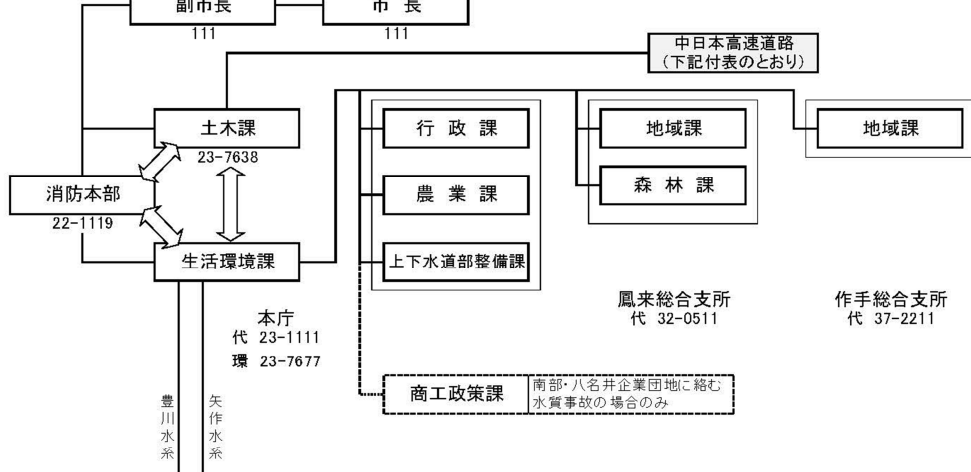 副市長
市 長
111
111
中日本高速道路
（下記付表のとおり）
土木課
23-7638
行 政 課
地域課
地域課
消防本部
22-1119
農 業 課
森 林 課
生活環境課
上下水道部整備課
本庁
代 23-1111
環 23-7677
鳳来総合支所
代 32-0511
作手総合支所
代 37-2211
商工政策課
南部・八名井企業団地に絡む
水質事故の場合のみ
豊川水系
矢作水系